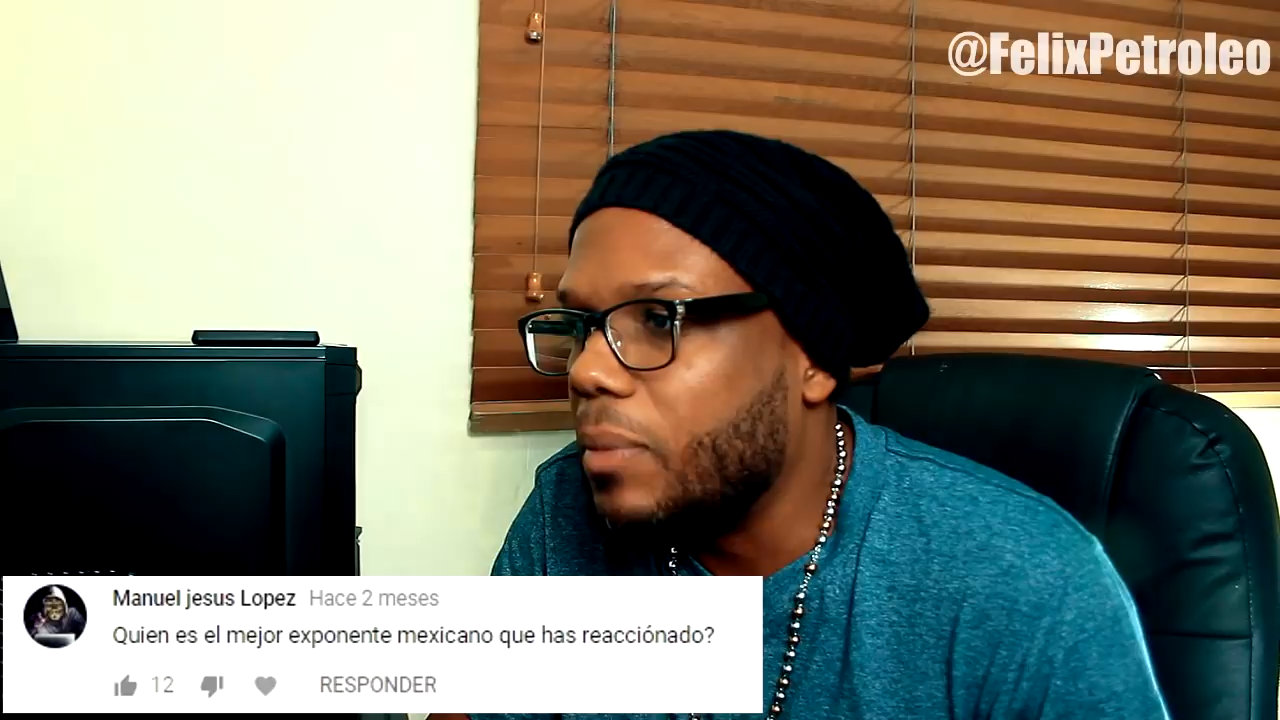 @FelixPetroleo
Manuel jesus Lopez Hace 2 meses
Quien es el mejor exponente mexicano que has reacciónado?
12 RESPONDER